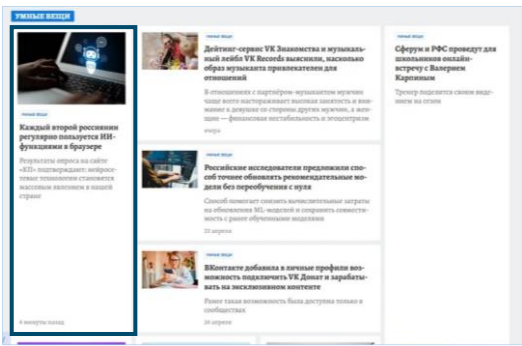 УМНЫЕ ВЕЩИ
УМНЫЕ ВЕЩИ
Каждый второй россиянин
регулярно пользуется ИИ-
функциями в браузере
Результаты опроса на сайте
«КП» подтверждают: нейросе-
тевые технологии становятся
массовым явлением в нашей
стране
4 минуты назад
УМНЫЕ ВЕЩИ
Дейтинг-сервис VK Знакомства и музыкаль-
ный лейбл VK Records выяснили, насколько
образ музыканта привлекателен для
отношений
В отношениях с партнёром-музыкантом мужчин
чаще всего настораживает высокая занятость и вни-
мание к девушке со стороны других мужчин, а жен-
щин — финансовая нестабильность и эгоцентризм
вчера
УМНЫЕ ВЕЩИ
Российские исследователи предложили спо-
соб точнее обновлять рекомендательные мо-
дели без переобучения с нуля
Способ помогает снизить вычислительные затраты
на обновления ML-моделей и сохранить совмести-
мость с ранее обученными моделями
25 апреля
УМНЫЕ ВЕЩИ
ВКонтакте добавила в личные профили воз-
можность подключить VK Донат и зарабаты-
вать на эксклюзивном контенте
Ранее такая возможность была доступна только в
сообществах
24 апреля
УМНЫЕ ВЕЩИ
Сферум и РФС проведут для
школьников онлайн-
встречу с Валерием
Карпиным
Тренер поделится своим виде-
нием на сезон